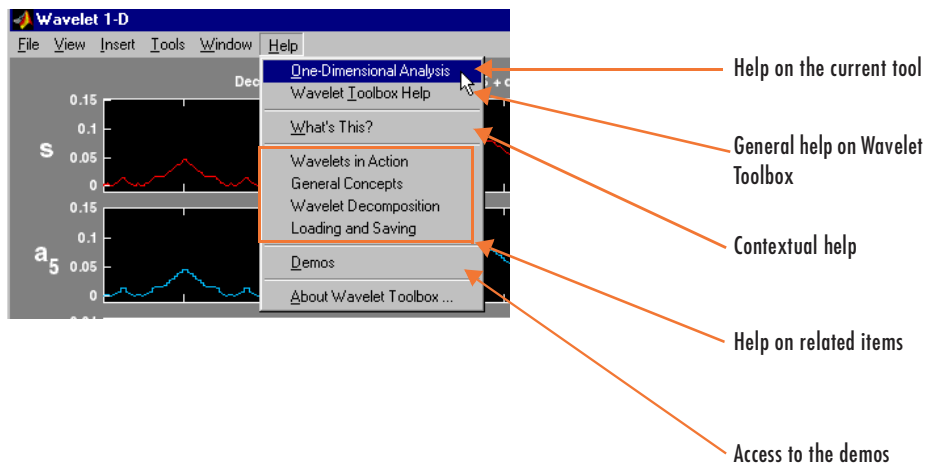 Wavelet 1-D
File View Insert Tools Window Help
Dec
One-Dimensional Analysis
Wavelet Toolbox Help
What's This?
Wavelets in Action
General Concepts
Wavelet Decomposition
Loading and Saving
Demos
About Wavelet Toolbox ...
s
0.15
0.1
0.05
0
a5
0.15
0.1
0.05
0
Help on the current tool
General help on Wavelet
Toolbox
Contextual help
Help on related items
Access to the demos